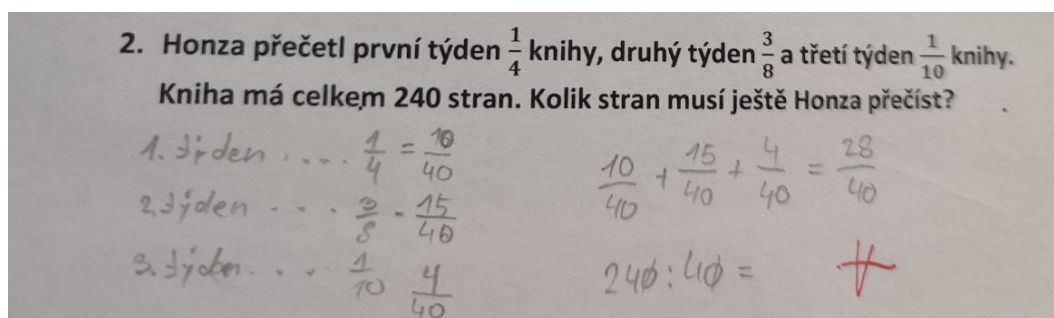 2. Honza přečetl první týden 1/4 knihy, druhý týden 3/8 a třetí týden 1/10 knihy.
Kniha má celkem 240 stran. Kolik stran musí ještě Honza přečíst?
1. týden .... 1/4 = 10/40
2. týden . . . 3/8 - 15/40
3. týden. . . 1/10 4/40
10/40 + 15/40 + 4/40 = 28/40
240 : 40 =